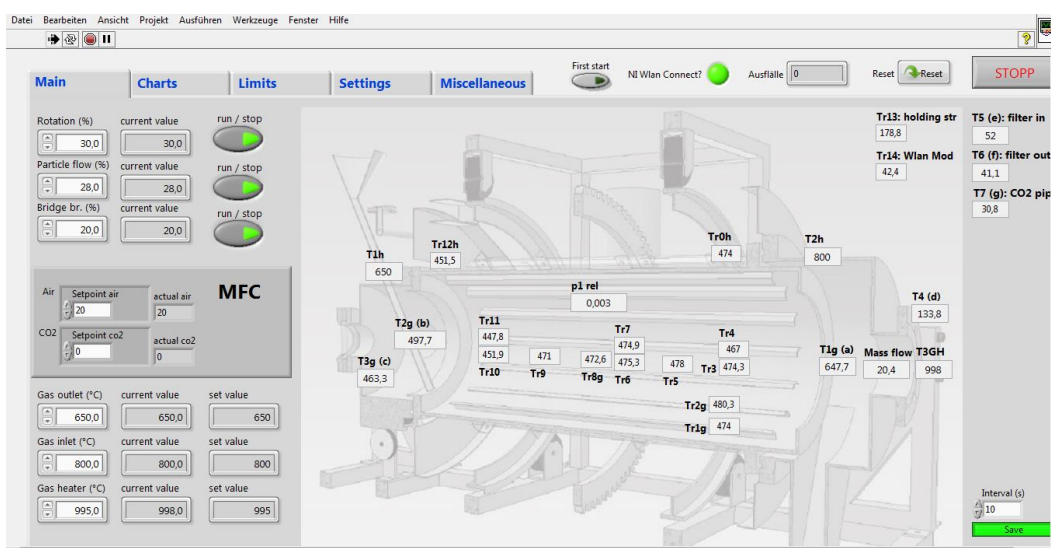 Datei Bearbeiten Ansicht Projekt Ausführen Werkzeuge Fenster Hilfe
?
Main Charts Limits Settings Miscellaneous
First start
NI Wlan Connect?
Ausfälle 0
Reset Reset
STOPP
Rotation (%) current value run / stop
30,0 30,0
Particle flow (%) current value run / stop
28,0 28,0
Bridge br. (%) current value run / stop
20,0 20,0
MFC
Air Setpoint air actual air
20 20
CO2 Setpoint co2 actual co2
0 0
Gas outlet (°C) current value set value
650,0 650,0 650
Gas inlet (°C) current value set value
800,0 800,0 800
Gas heater (°C) current value set value
995,0 998,0 995
Tr13: holding str
178,8
Tr14: Wlan Mod
42,4
T5 (e): filter in
52
T6 (f): filter out
41,1
T7 (g): CO2 pip
30,8
T1h
650
Tr12h
451,5
Tr0h
474
T2h
800
p1 rel
0,003
T4 (d)
133,8
T2g (b)
497,7
Tr11
447,8
451,9
Tr10
471
Tr9
472,6
Tr8g
Tr7
474,9
475,3
Tr6
478
Tr5
Tr4
467
Tr3 474,3
T3g (c)
463,3
T1g (a)
647,7
Mass flow
20,4
T3GH
998
Tr2g 480,3
Tr1g 474
Interval (s)
10
Save